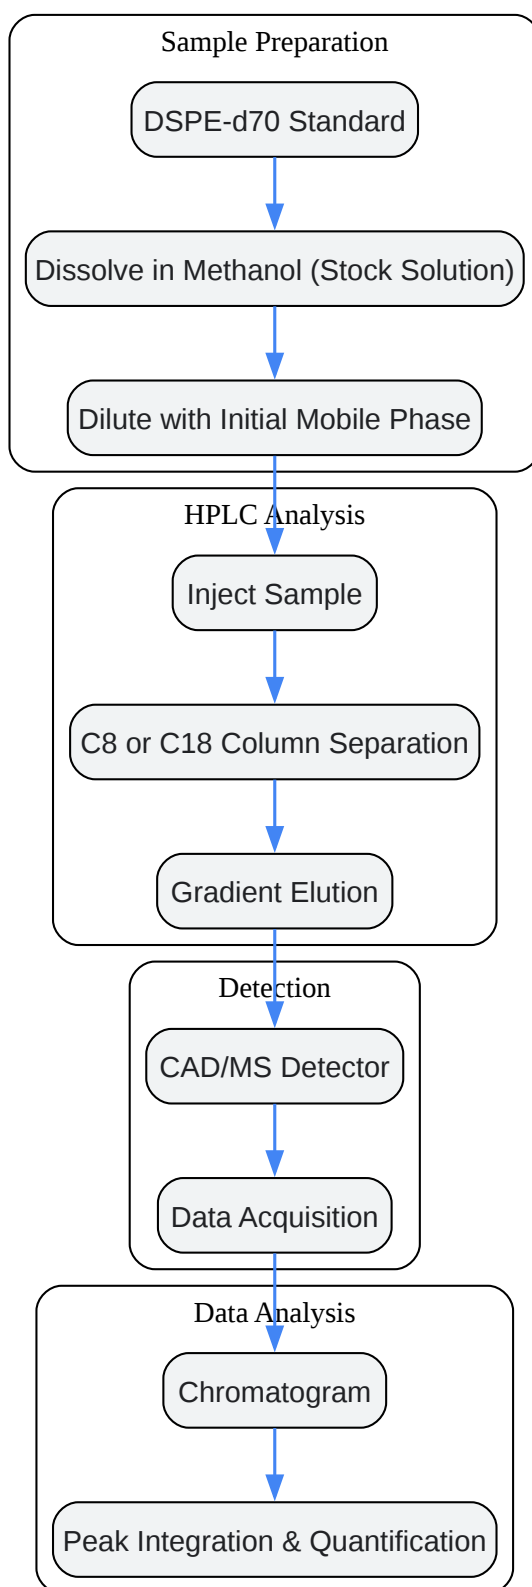 Sample Preparation
DSPE-d70 Standard
Dissolve in Methanol (Stock Solution)
Dilute with Initial Mobile Phase
HPLC Analysis
Inject Sample
C8 or C18 Column Separation
Gradient Elution
Detection
CAD/MS Detector
Data Acquisition
Data Analysis
Chromatogram
Peak Integration & Quantification